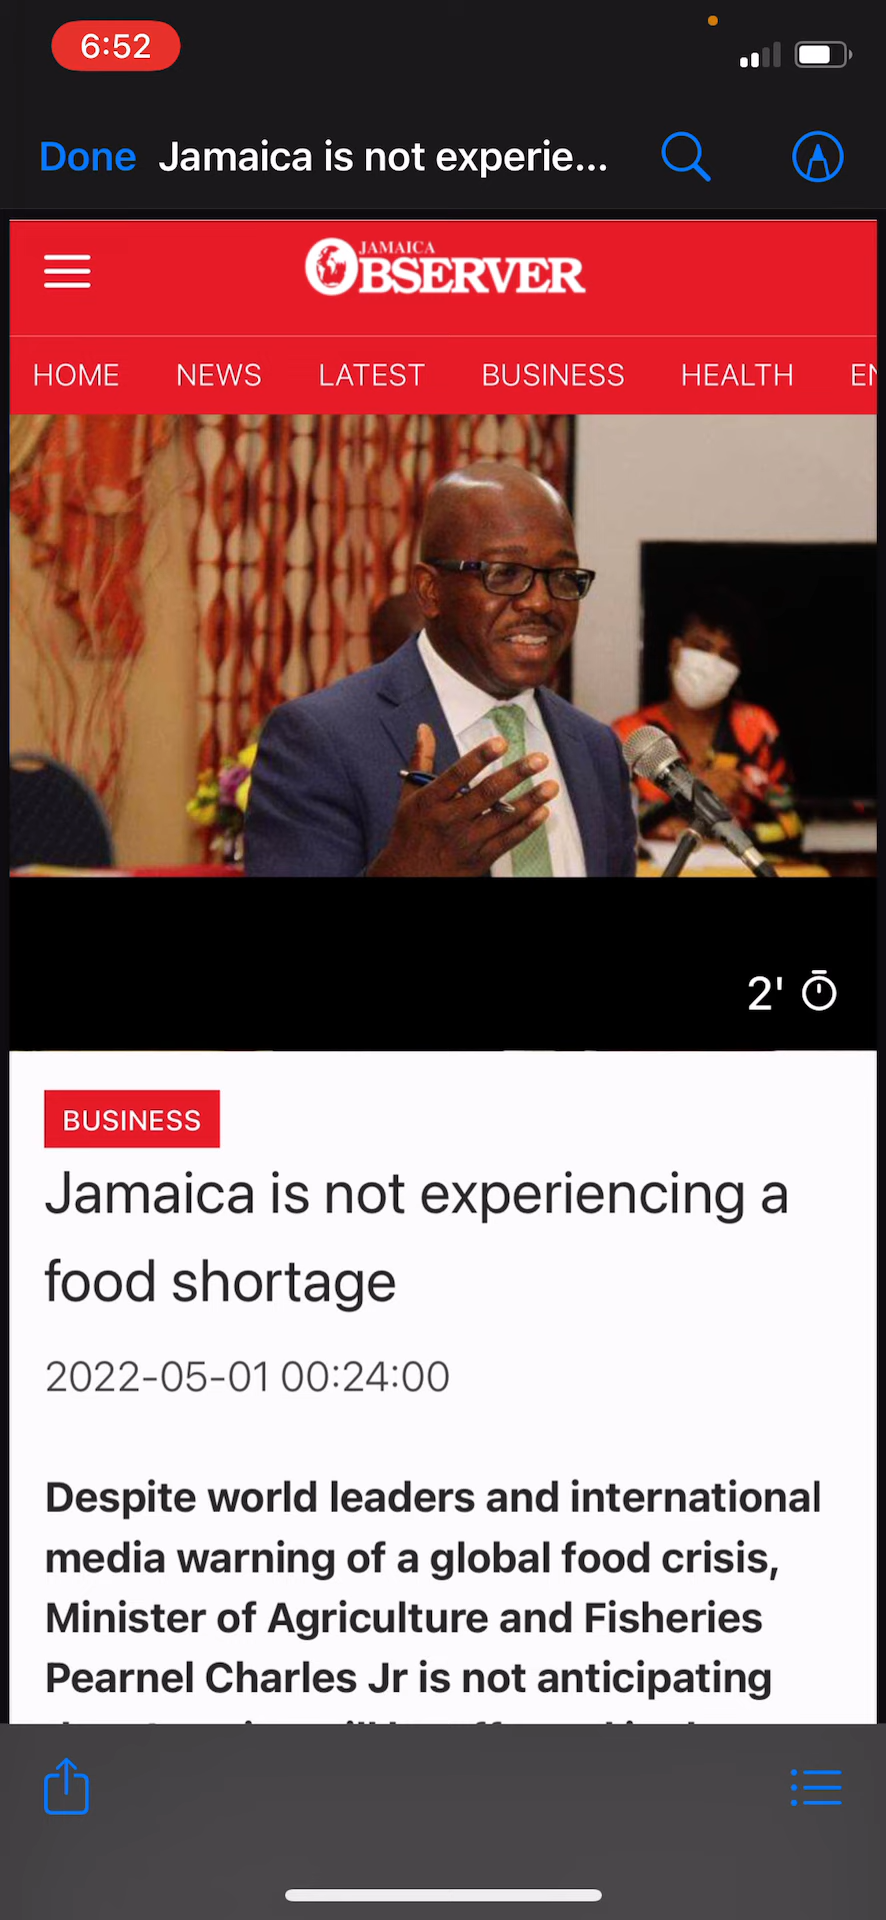 6:52
Done Jamaica is not experie...
JAMAICA
OBSERVER
HOME NEWS LATEST BUSINESS HEALTH
2'
BUSINESS
Jamaica is not experiencing a
food shortage
2022-05-01 00:24:00
Despite world leaders and international
media warning of a global food crisis,
Minister of Agriculture and Fisheries
Pearnel Charles Jr is not anticipating